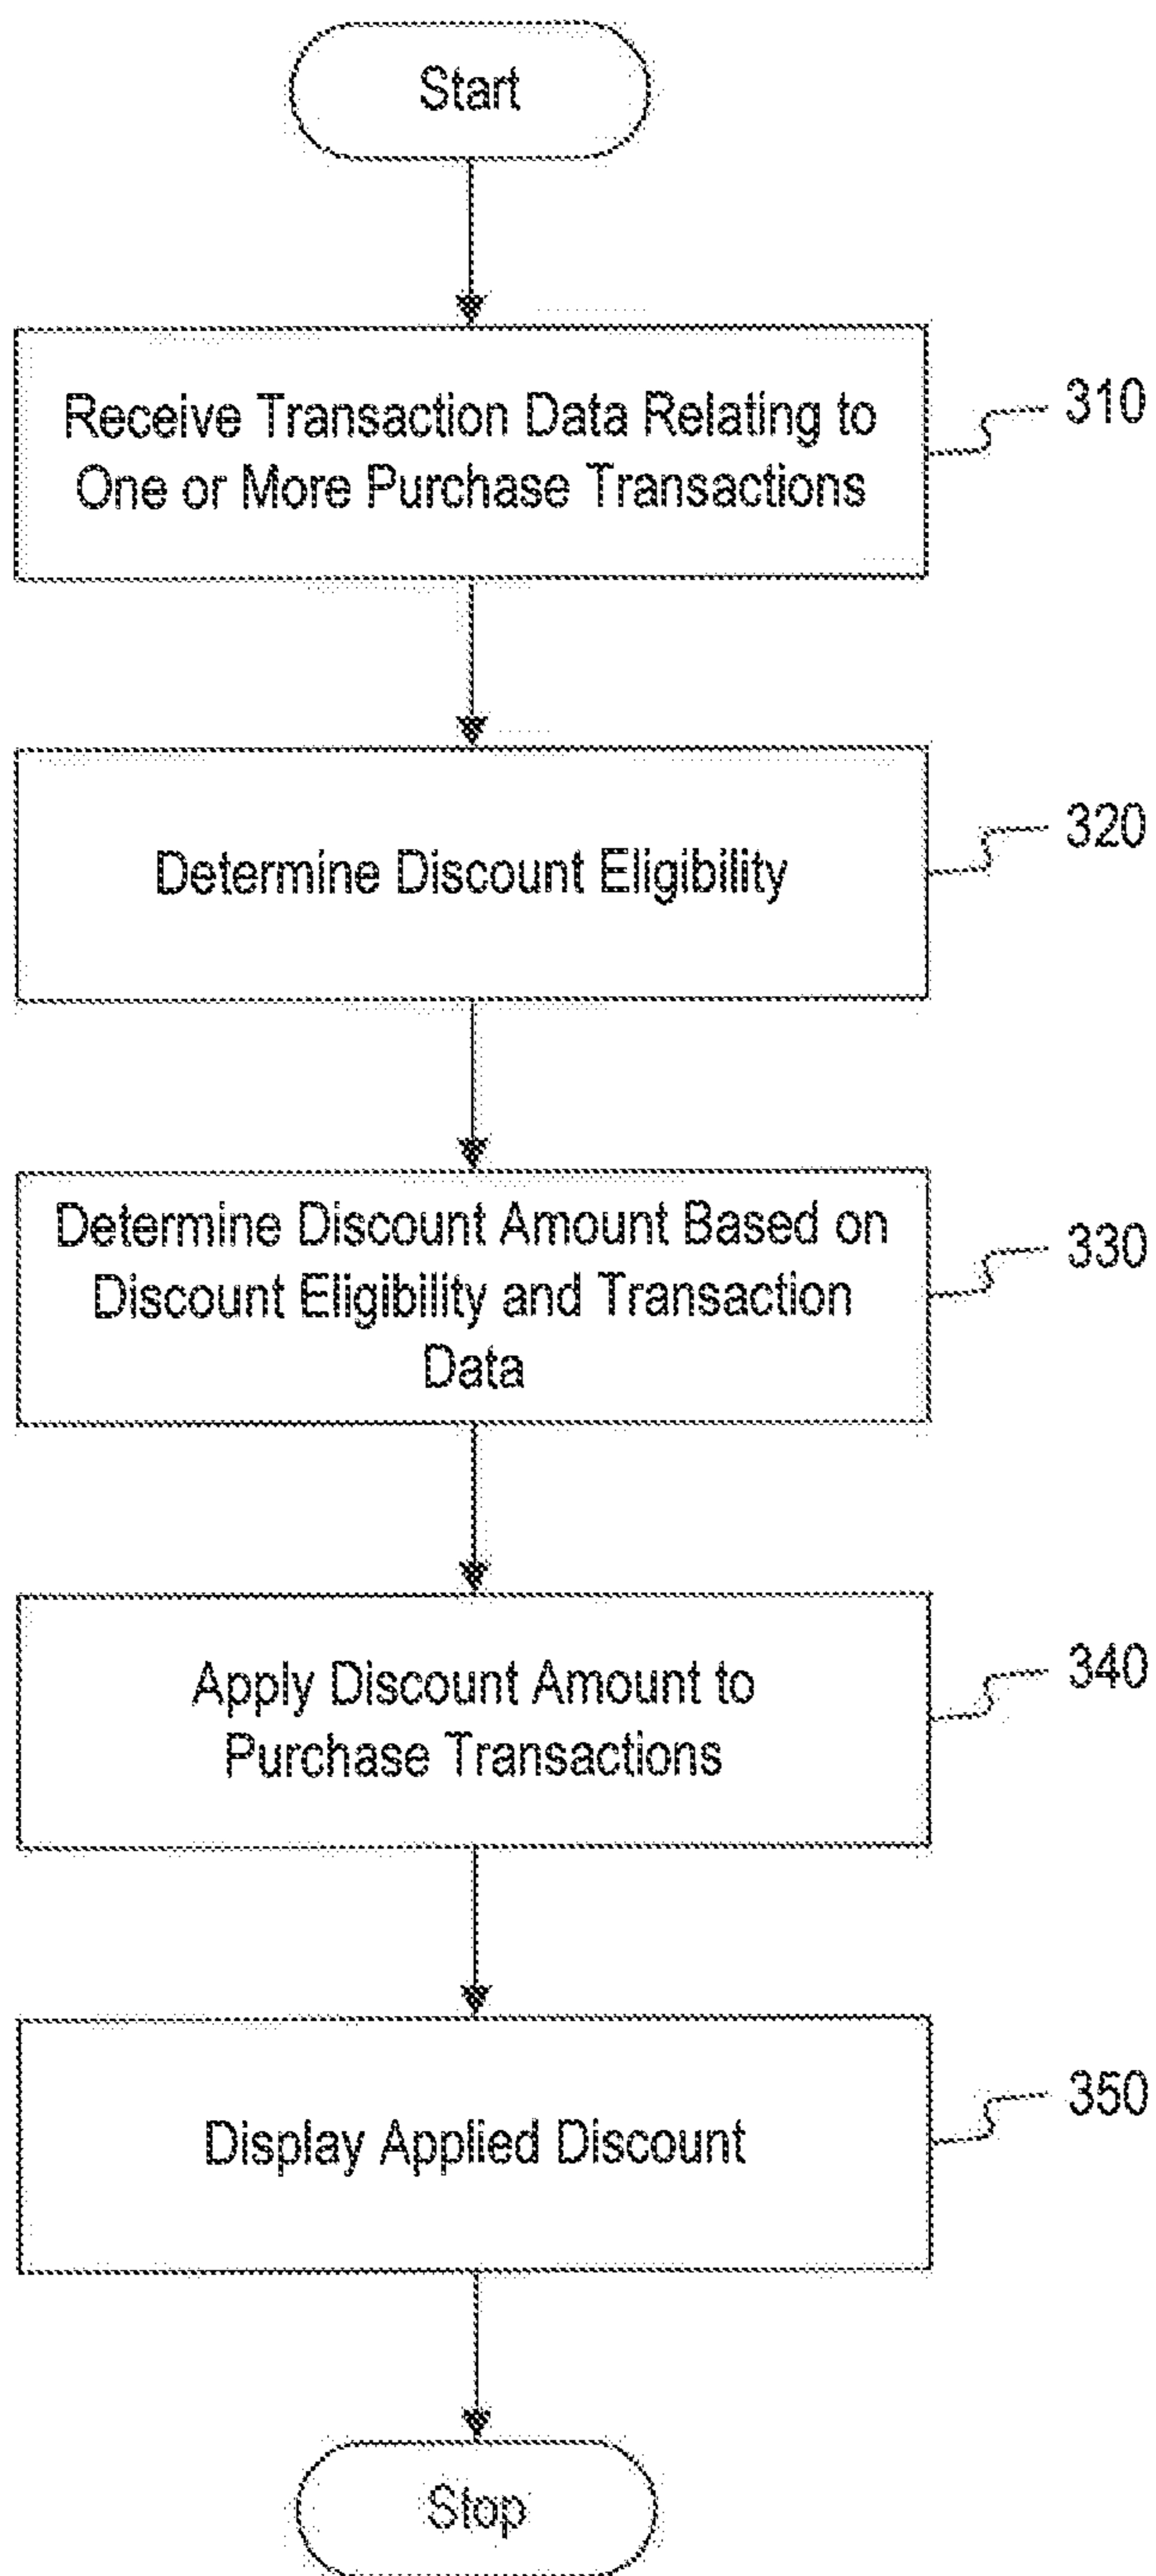 Start
Receive Transaction Data Relating to
One or More Purchase Transactions
310
Determine Discount Eligibility
320
Determine Discount Amount Based on
Discount Eligibility and Transaction
Data
330
Apply Discount Amount to
Purchase Transactions
340
Display Applied Discount
350
Stop